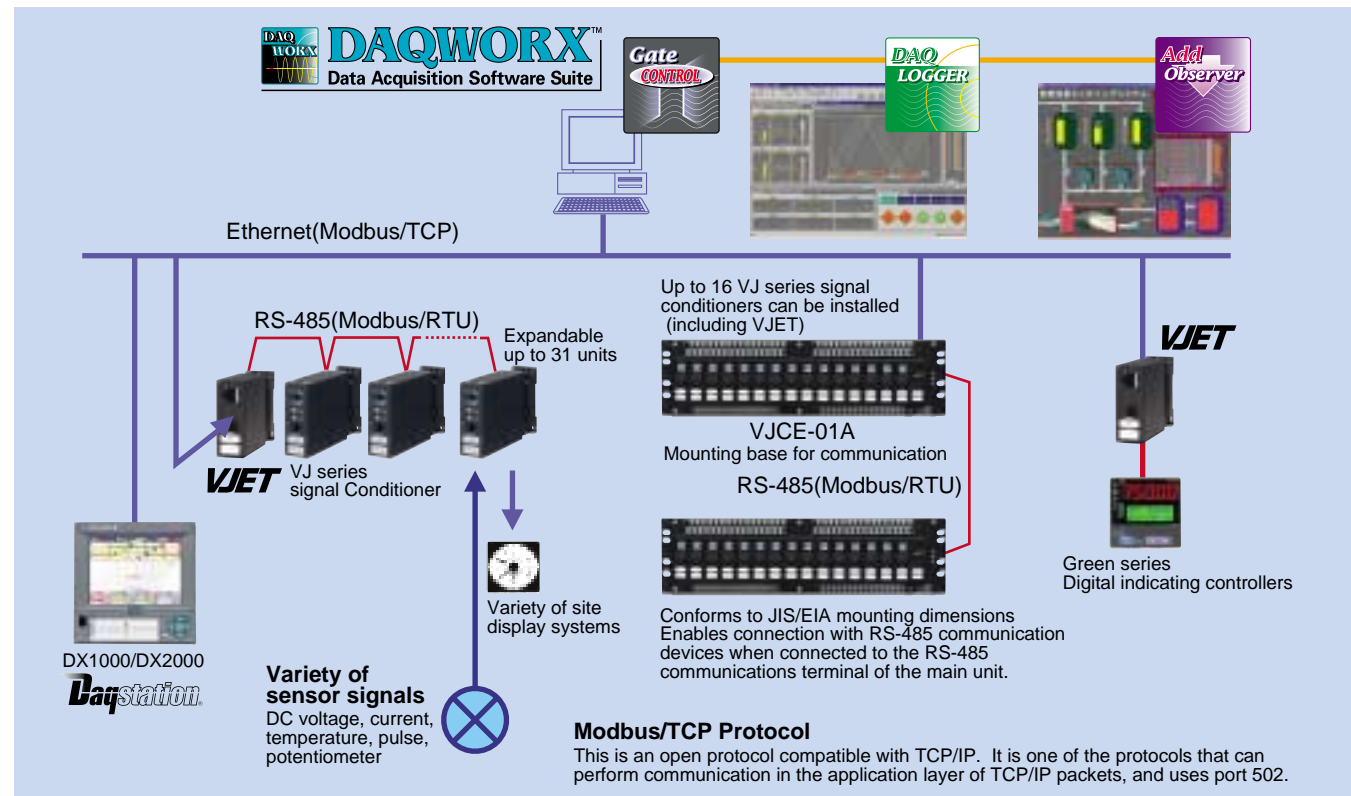 DAQ
WORX
DAQWORX™
Data Acquisition Software Suite
Gate
CONTROL
DAQ
LOGGER
Add
Observer
Ethernet(Modbus/TCP)
RS-485(Modbus/RTU)
Expandable
up to 31 units
VJET
VJ series
signal Conditioner
Up to 16 VJ series signal
conditioners can be installed
(including VJET)
VJCE-01A
Mounting base for communication
RS-485(Modbus/RTU)
VJET
Green series
Digital indicating controllers
Variety of site
display systems
Conforms to JIS/EIA mounting dimensions
Enables connection with RS-485 communication
devices when connected to the RS-485
communications terminal of the main unit.
DX1000/DX2000
Daqstation®
Variety of
sensor signals
DC voltage, current,
temperature, pulse,
potentiometer
Modbus/TCP Protocol
This is an open protocol compatible with TCP/IP.  It is one of the protocols that can
perform communication in the application layer of TCP/IP packets, and uses port 502.